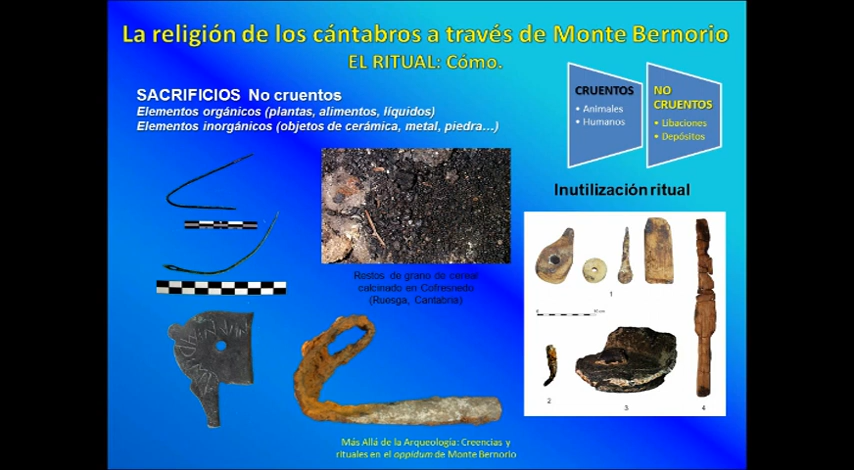 La religión de los cántabros a través de Monte Bernorio
EL RITUAL: Cómo.
SACRIFICIOS No cruentos
Elementos orgánicos (plantas, alimentos, líquidos)
Elementos inorgánicos (objetos de cerámica, metal, piedra...)
CRUENTOS
• Animales
• Humanos
NO
CRUENTOS
• Libaciones
• Depósitos
Inutilización ritual
Restos de grano de cereal
calcinado en Cofresnedo
(Ruesga, Cantabria)
1
2
3
4
Más Allá de la Arqueología: Creencias y
rituales en el oppidum de Monte Bernorio